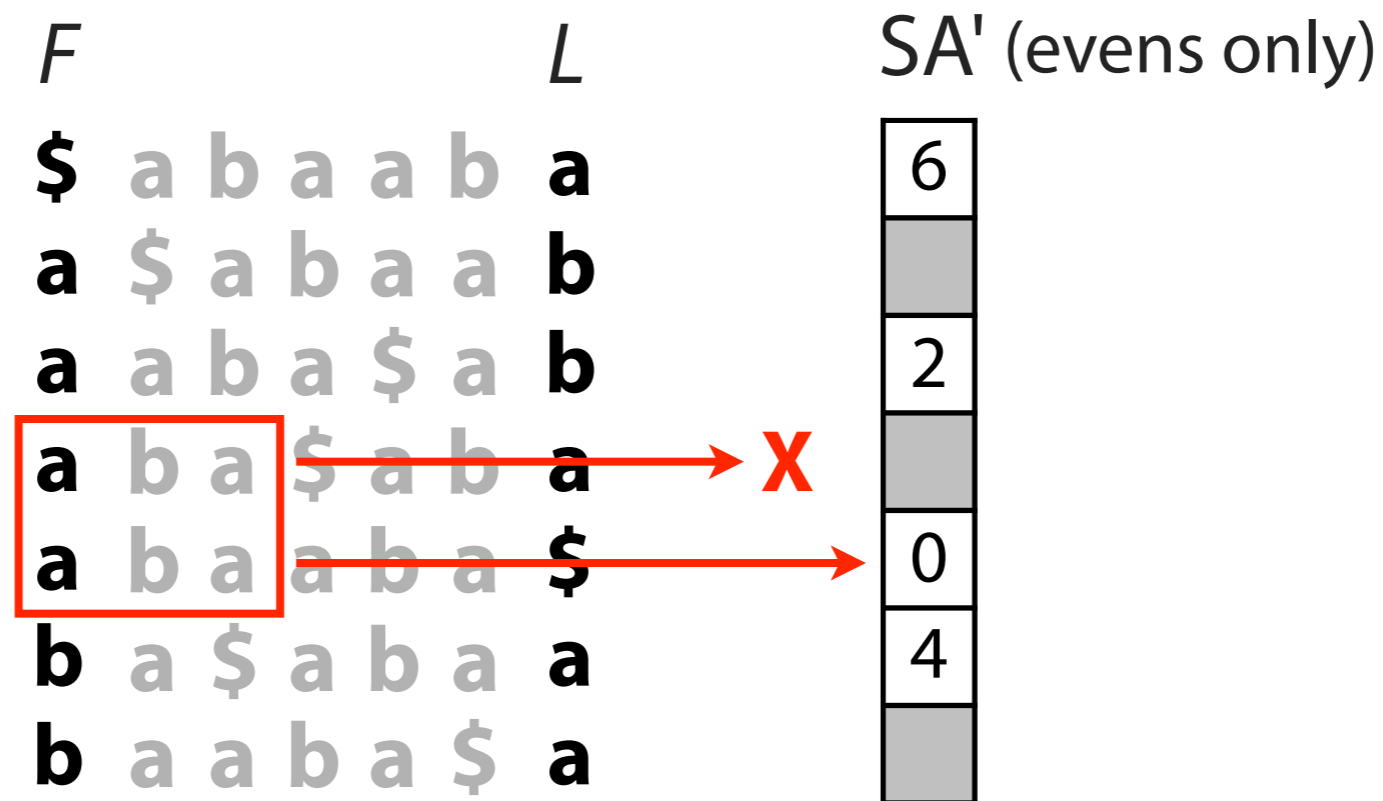 F L SA' (evens only)
$ a b a a b a 6
a $ a b a a b
a a b a $ a b 2
a b a $ a b a X
a b a a b a $ 0
b a $ a b a a 4
b a a b a $ a